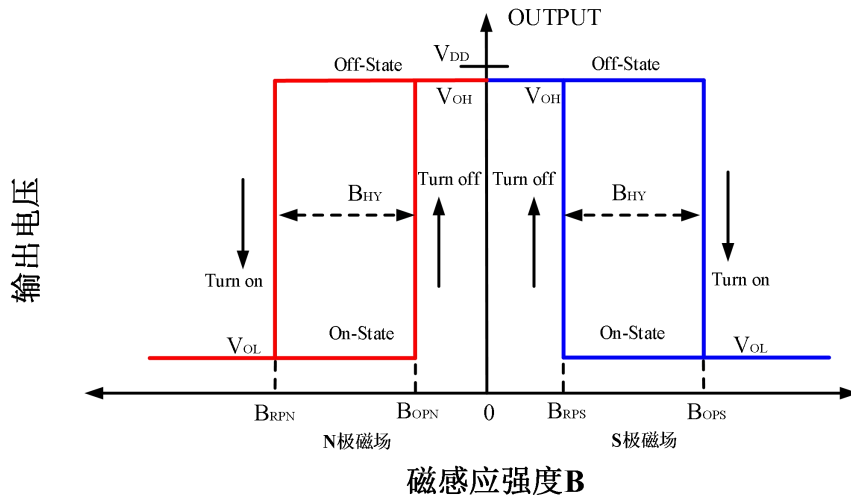 OUTPUT
VDD
Off-State
Off-State
VOH
VOH
Turn off
Turn off
BHY
BHY
Turn on
Turn on
On-State
On-State
VOL
VOL
BRPN
BOPN
0
BRPS
BOPS
N极磁场
S极磁场
输出电压
磁感应强度B